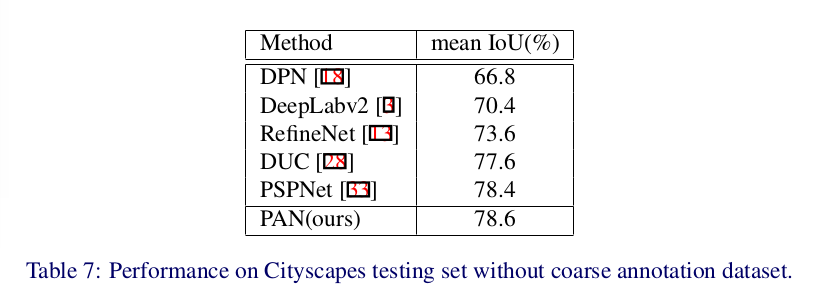 Method mean IoU(%)
DPN [18] 66.8
DeepLabv2 [3] 70.4
RefineNet [13] 73.6
DUC [28] 77.6
PSPNet [33] 78.4
PAN(ours) 78.6
Table 7: Performance on Cityscapes testing set without coarse annotation dataset.